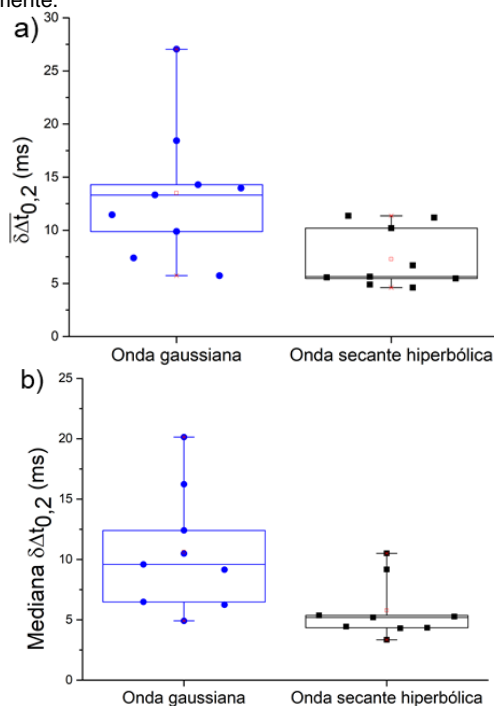 nente.
a)
30
25
20
15
10
5
0
δΔt0,2 (ms)
Onda gaussiana
Onda secante hiperbólica
b)
25
20
15
10
5
0
Mediana δΔt0,2 (ms)
Onda gaussiana
Onda secante hiperbólica